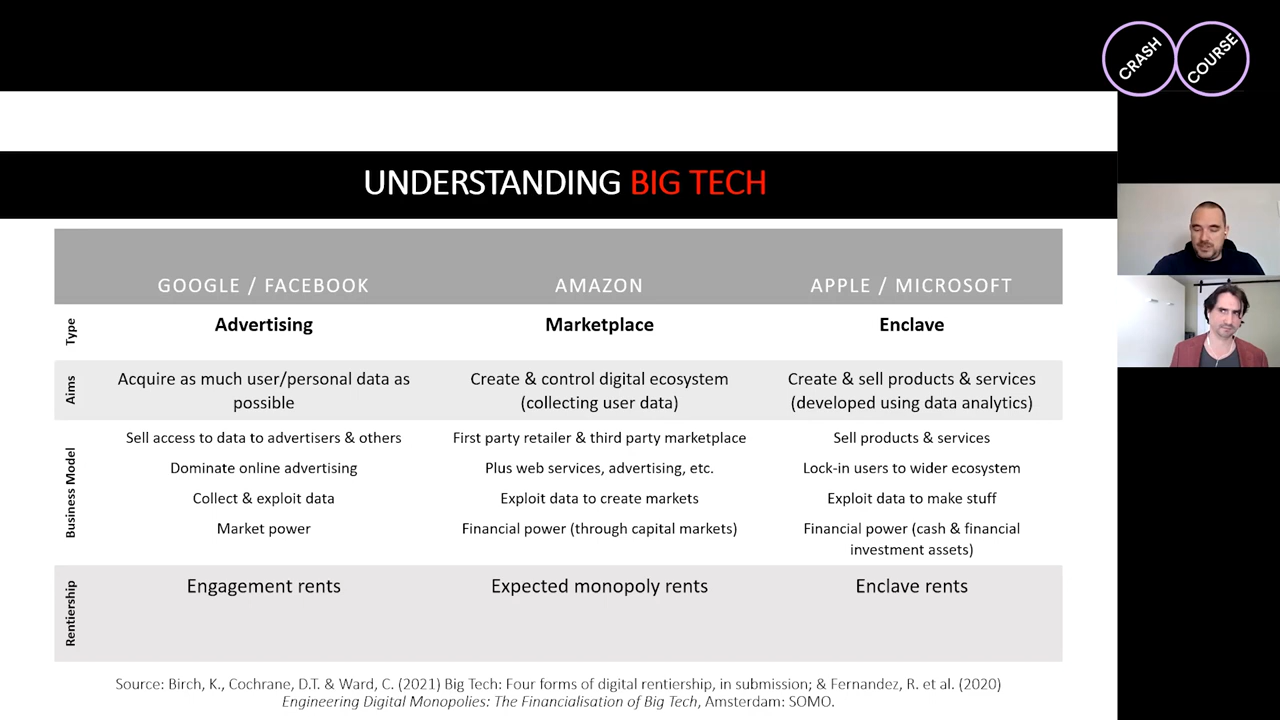 CRASH COURSE
UNDERSTANDING BIG TECH
GOOGLE / FACEBOOK AMAZON APPLE / MICROSOFT
Type Advertising Marketplace Enclave
Aims
Acquire as much user/personal data as
possible
Create & control digital ecosystem
(collecting user data)
Create & sell products & services
(developed using data analytics)
Business Model
Sell access to data to advertisers & others
Dominate online advertising
Collect & exploit data
Market power
First party retailer & third party marketplace
Plus web services, advertising, etc.
Exploit data to create markets
Financial power (through capital markets)
Sell products & services
Lock-in users to wider ecosystem
Exploit data to make stuff
Financial power (cash & financial
investment assets)
Rentiership Engagement rents Expected monopoly rents Enclave rents
Source: Birch, K., Cochrane, D.T. & Ward, C. (2021) Big Tech: Four forms of digital rentiership, in submission; & Fernandez, R. et al. (2020)
Engineering Digital Monopolies: The Financialisation of Big Tech, Amsterdam: SOMO.